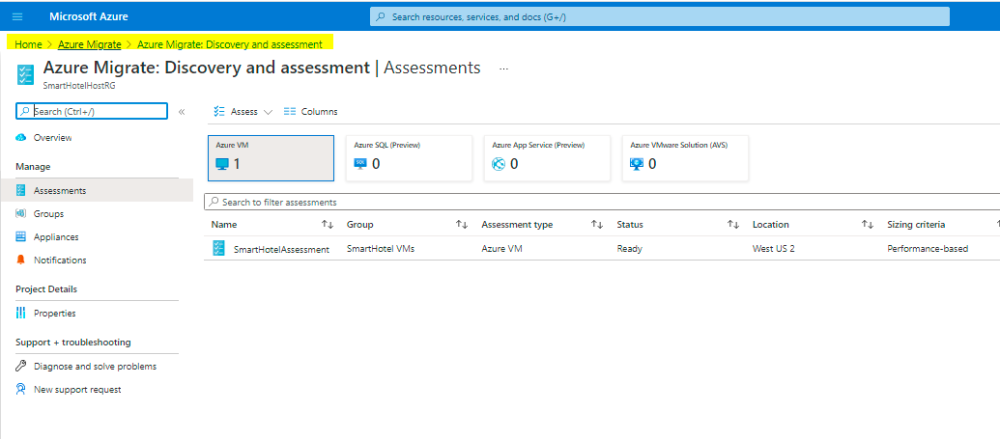 Microsoft Azure
Search resources, services, and docs (G+/)
Home > Azure Migrate > Azure Migrate: Discovery and assessment
Azure Migrate: Discovery and assessment | Assessments ...
SmartHotelHostRG
Search (Ctrl+/)
«
Overview
Manage
Assessments
Groups
Appliances
Notifications
Project Details
Properties
Support + troubleshooting
Diagnose and solve problems
New support request
Assess
Columns
Azure VM
1
Azure SQL (Preview)
SQL
0
Azure App Service (Preview)
0
Azure VMware Solution (AVS)
0
Search to filter assessments
Name ↑↓ Group ↑↓ Assessment type ↑↓ Status ↑↓ Location ↑↓ Sizing criteria
SmartHotelAssessment SmartHotel VMs Azure VM Ready West US 2 Performance-based